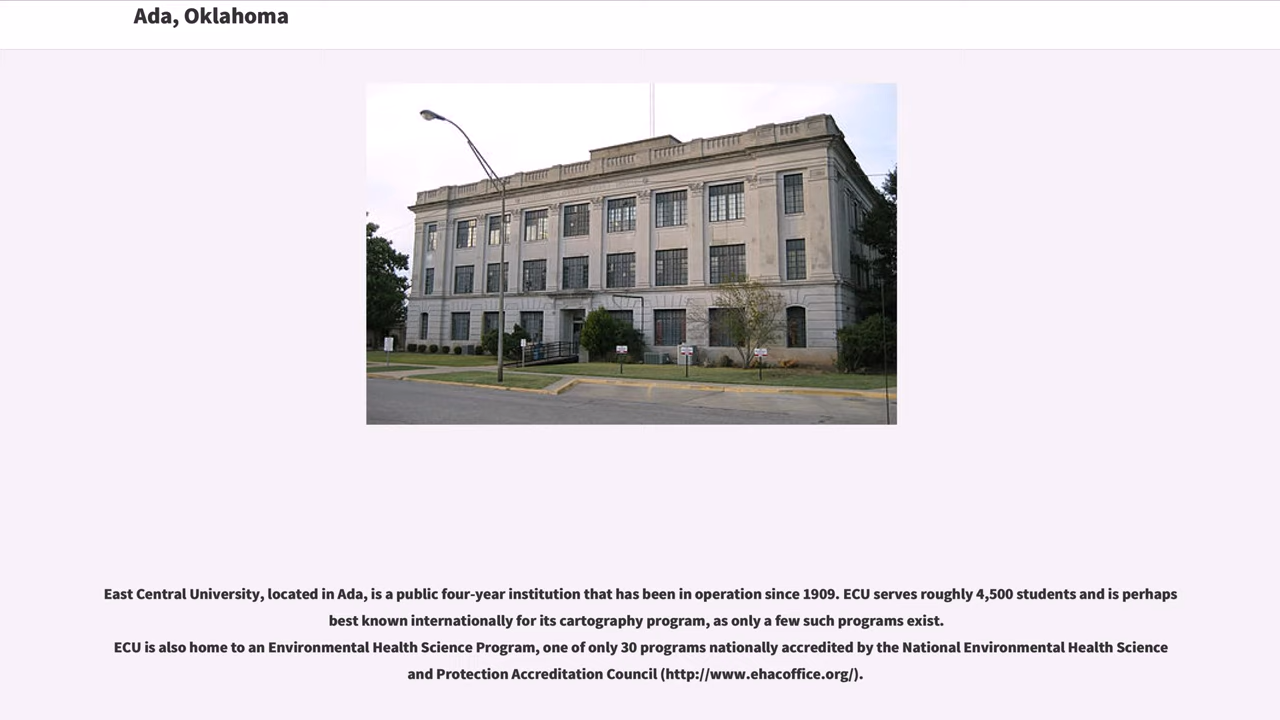 Ada, Oklahoma
East Central University, located in Ada, is a public four-year institution that has been in operation since 1909. ECU serves roughly 4,500 students and is perhaps
best known internationally for its cartography program, as only a few such programs exist.
ECU is also home to an Environmental Health Science Program, one of only 30 programs nationally accredited by the National Environmental Health Science
and Protection Accreditation Council (http://www.ehacoffice.org/).